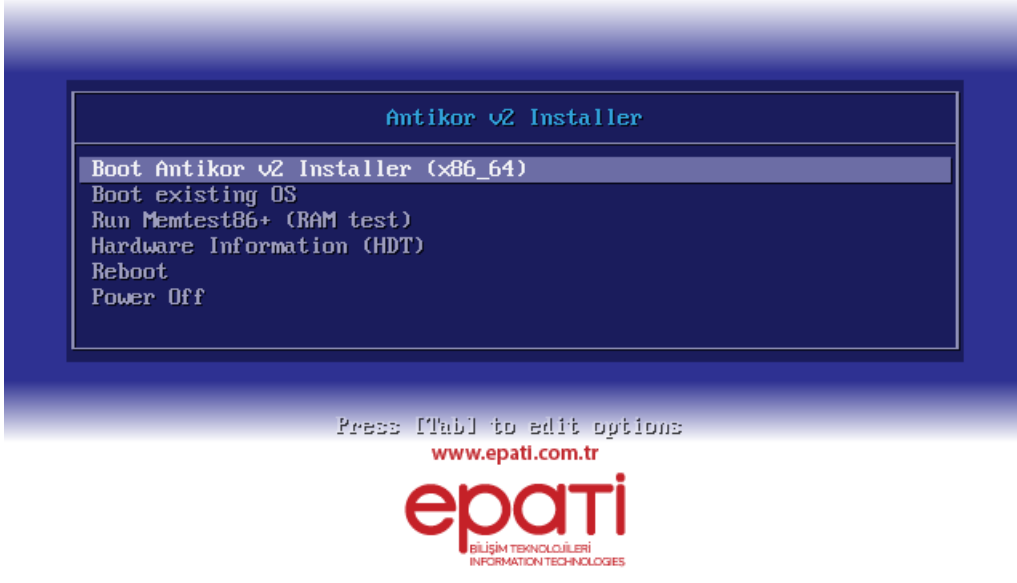 Antikor v2 Installer
Boot Antikor v2 Installer (x86_64)
Boot existing OS
Run Memtest86+ (RAM test)
Hardware Information (HDT)
Reboot
Power Off
Press [Tab] to edit options
www.epati.com.tr
epati
BİLİŞİM TEKNOLOJİLERİ
INFORMATION TECHNOLOGIES